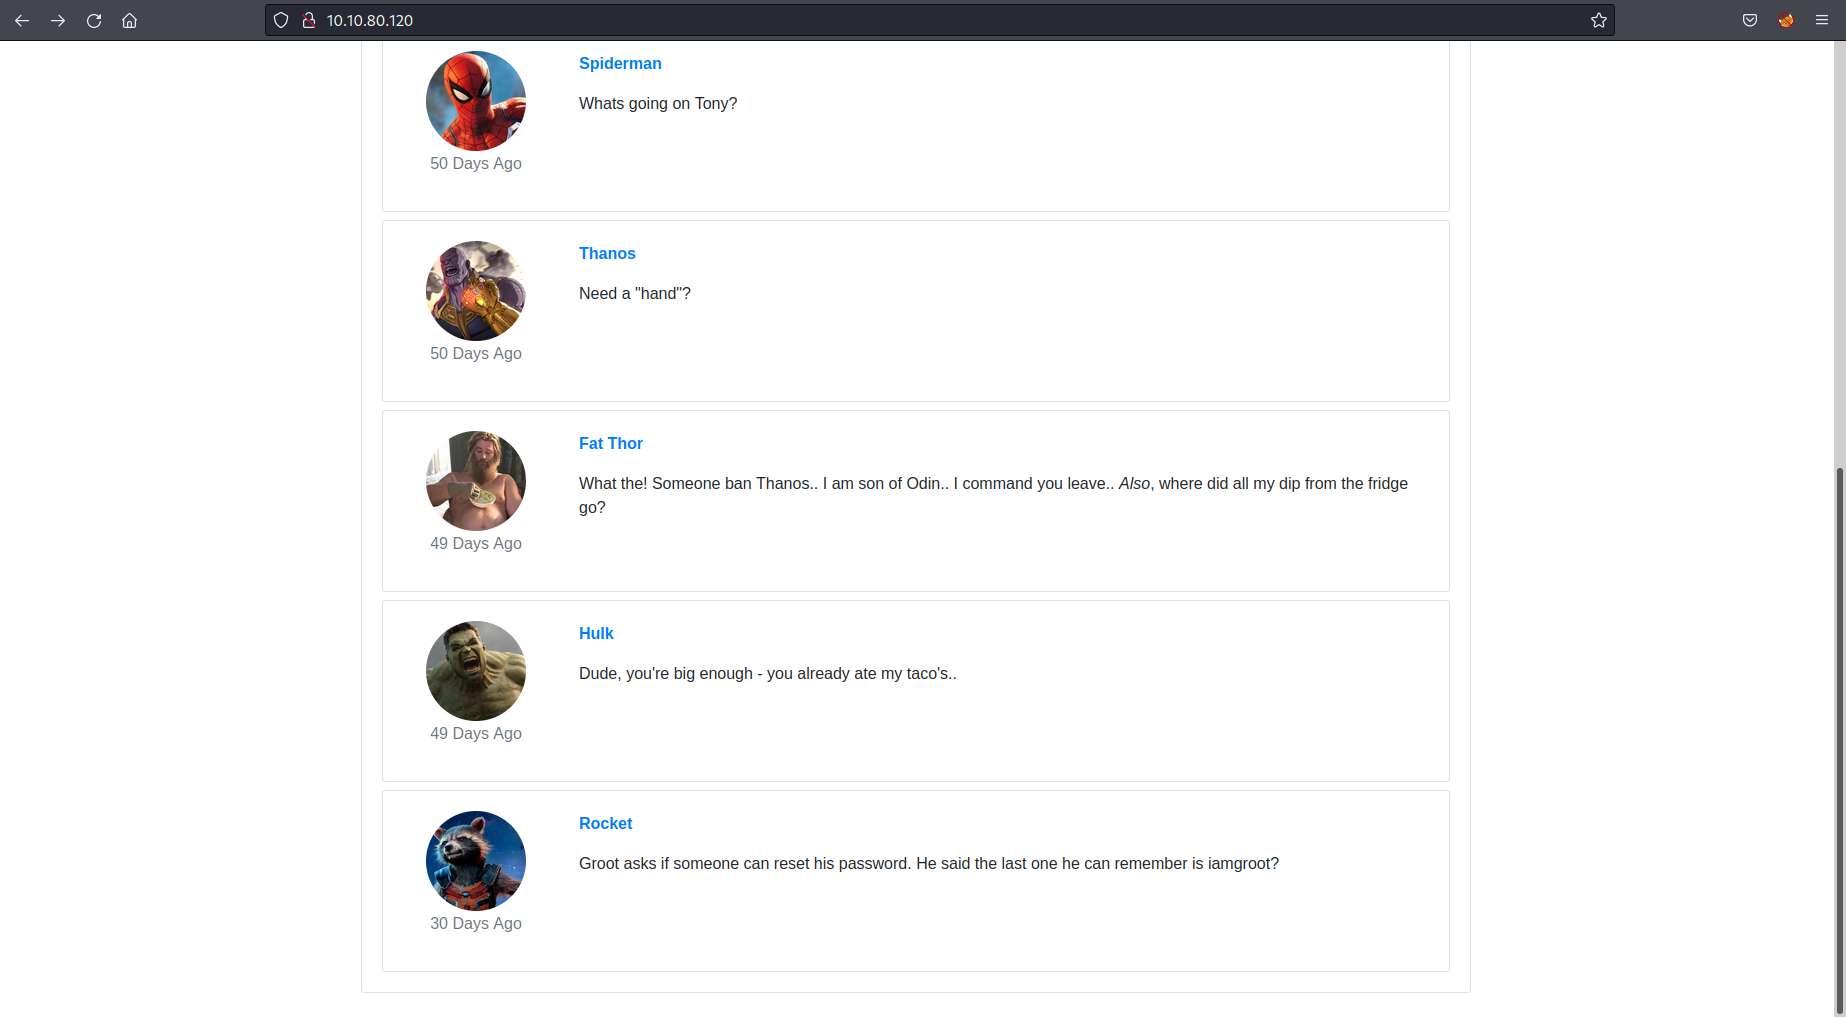 10.10.80.120
Spiderman
Whats going on Tony?
50 Days Ago
Thanos
Need a "hand"?
50 Days Ago
Fat Thor
What the! Someone ban Thanos.. I am son of Odin.. I command you leave.. Also, where did all my dip from the fridge
go?
49 Days Ago
Hulk
Dude, you're big enough - you already ate my taco's..
49 Days Ago
Rocket
Groot asks if someone can reset his password. He said the last one he can remember is iamgroot?
30 Days Ago